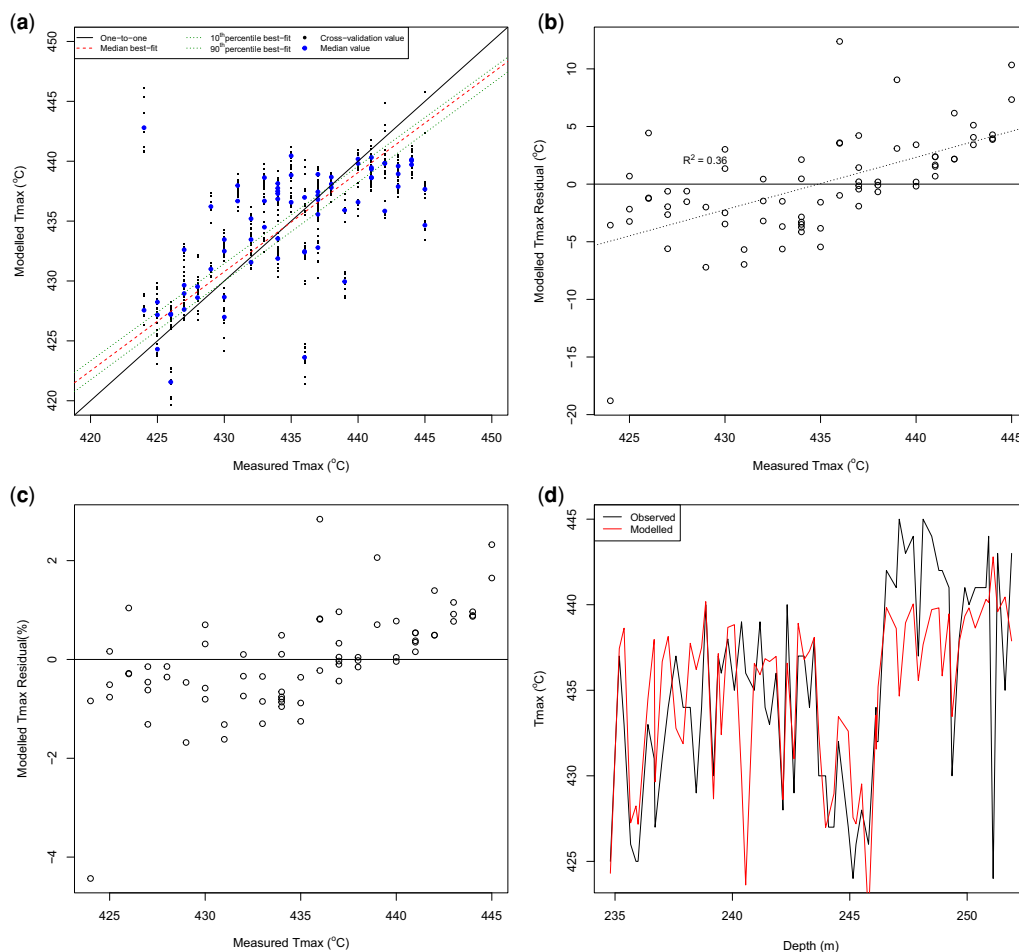 (a)
One-to-one
Median best-fit
10th percentile best-fit
90th percentile best-fit
Cross-validation value
Median value
450
445
440
435
430
425
420
Modelled Tmax (°C)
420 425 430 435 440 445 450
Measured Tmax (°C)
(b)
10
5
0
-5
-10
-15
-20
Modelled Tmax Residual (°C)
R² = 0.36
425 430 435 440 445
Measured Tmax (°C)
(c)
2
0
-2
-4
Modelled Tmax Residual(%)
425 430 435 440 445
Measured Tmax (°C)
(d)
Observed
Modelled
445
440
435
430
425
Tmax (°C)
235 240 245 250
Depth (m)